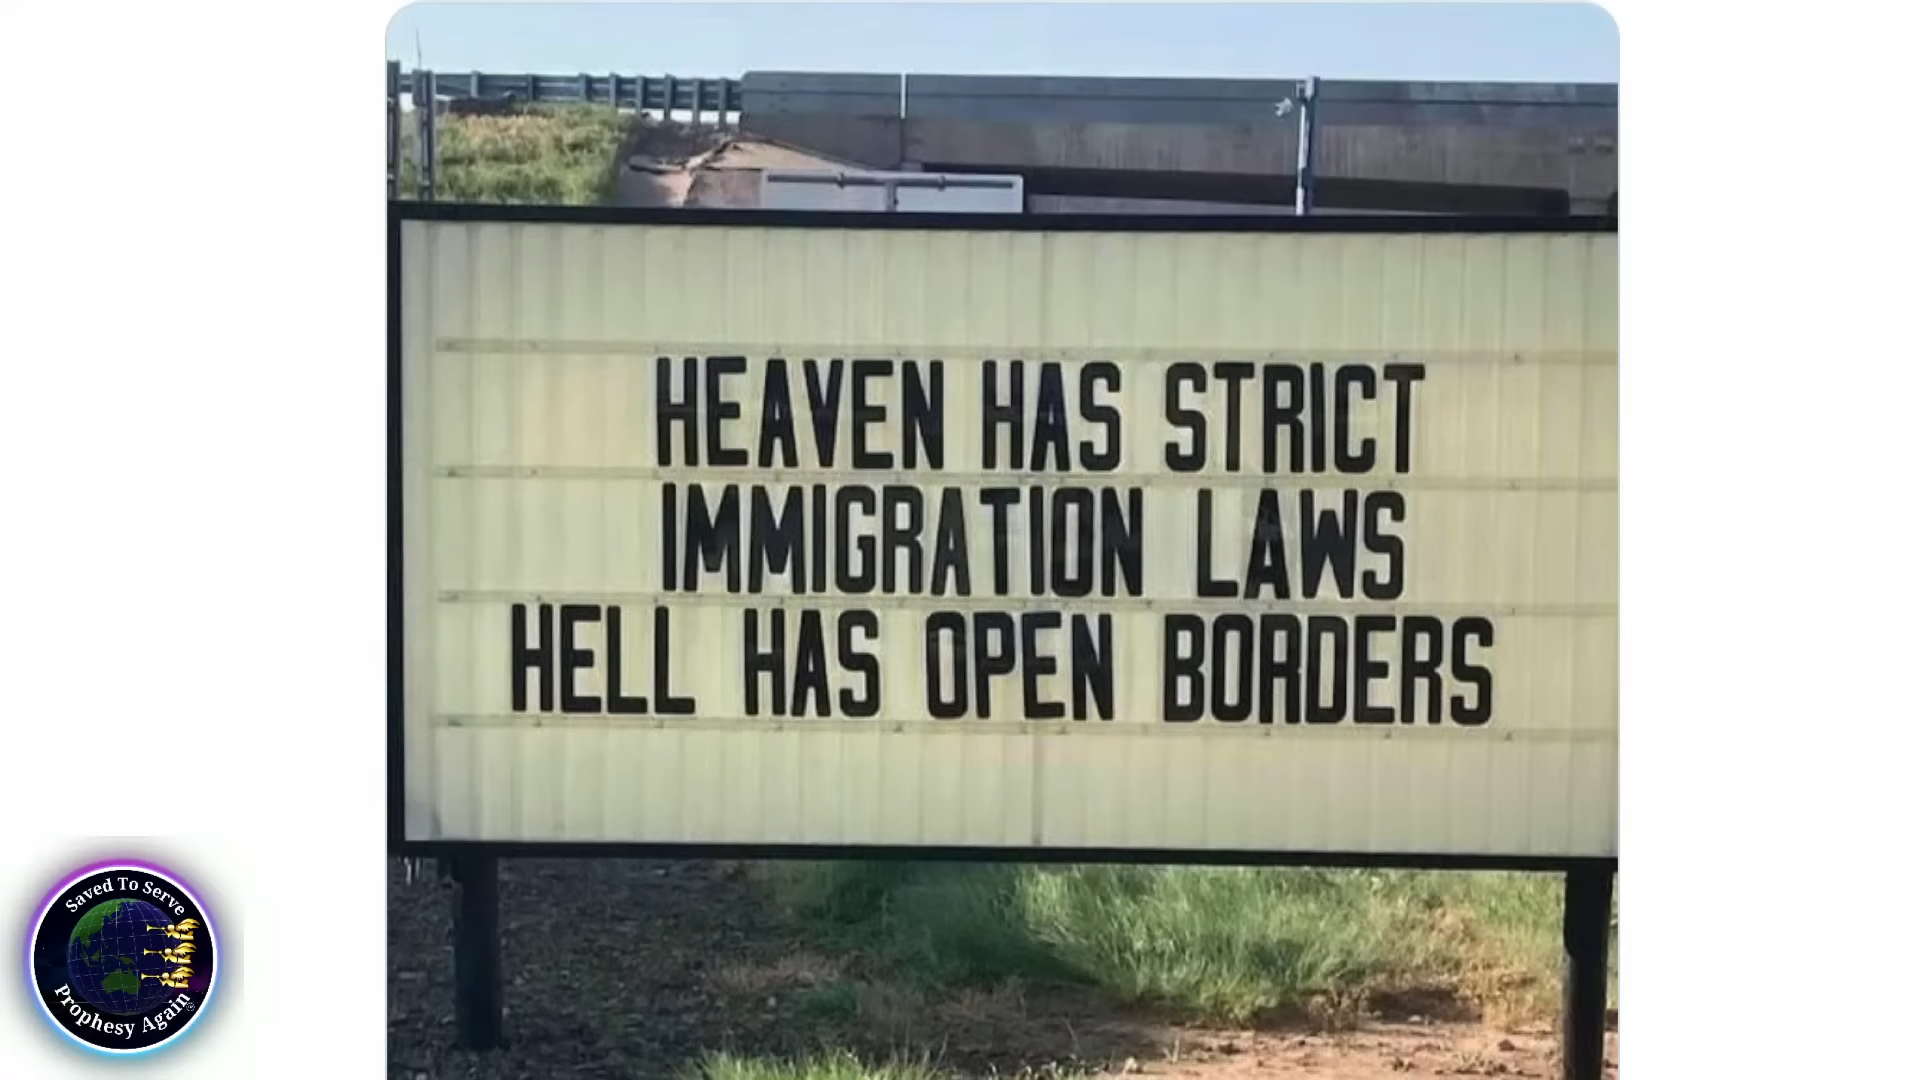 HEAVEN HAS STRICT
IMMIGRATION LAWS
HELL HAS OPEN BORDERS
Saved To Serve
Prophesy Again